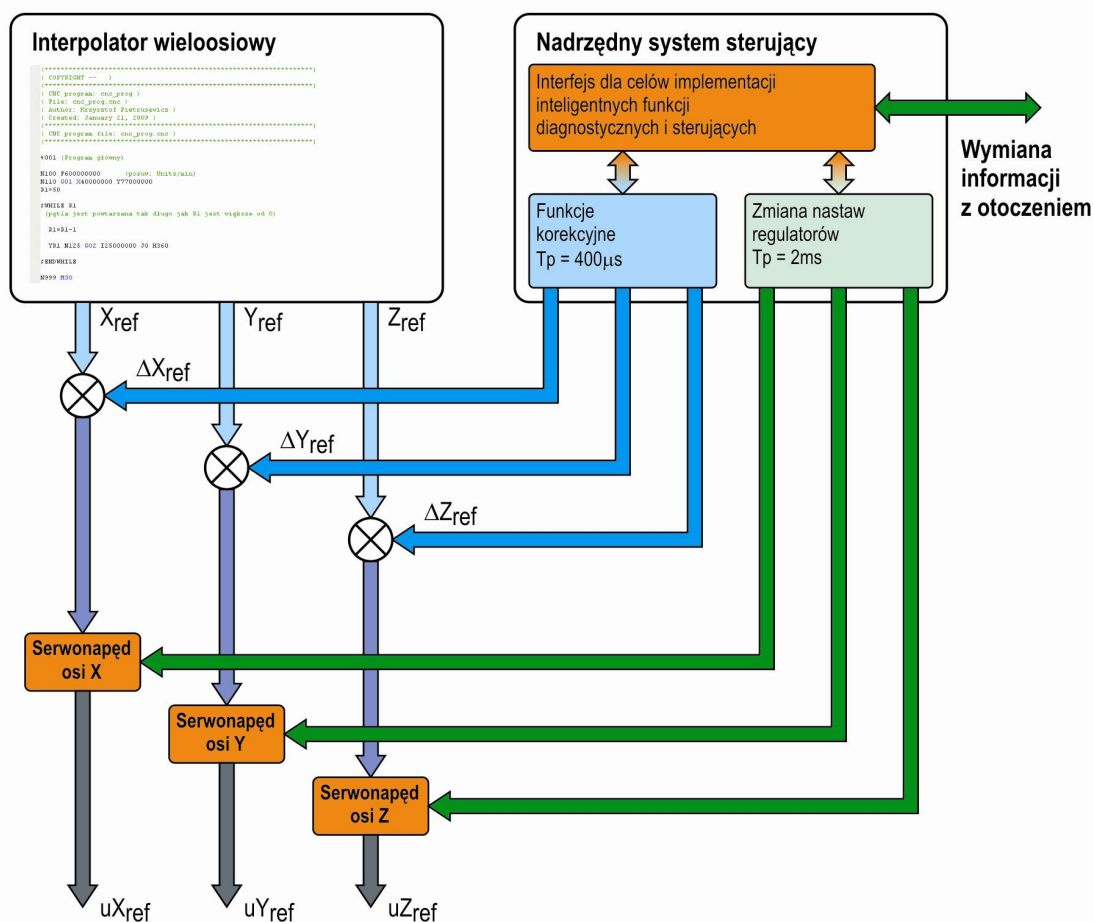 Interpolator wieloosiowy
(****************************************************************)
( COPYRIGHT -- )
(****************************************************************)
( CNC program: cnc_prog )
( File: cnc_prog.cnc )
( Author: Krzysztof Pietrusewicz )
( Created: January 21, 2009 )
(****************************************************************)
( CNC program file: cnc_prog.cnc )
(****************************************************************)
(Program główny)
N100 F600000000 (posuw: Units/min)
N110 G01 X40000000 Y77000000
R1=50
$WHILE R1
(pętla jest powtarzana tak długo jak R1 jest większe od 0)
R1=R1-1
N125 G02 I25000000 J0 H360
$ENDWHILE
N999 M30
Nadrzędny system sterujący
Interfejs dla celów implementacji
inteligentnych funkcji
diagnostycznych i sterujących
Wymiana
informacji
z otoczeniem
Funkcje
korekcyjne
Tp = 400μs
Zmiana nastaw
regulatorów
Tp = 2ms
Xref
Yref
Zref
ΔXref
ΔYref
ΔZref
Serwonapęd
osi X
Serwonapęd
osi Y
Serwonapęd
osi Z
uXref
uYref
uZref